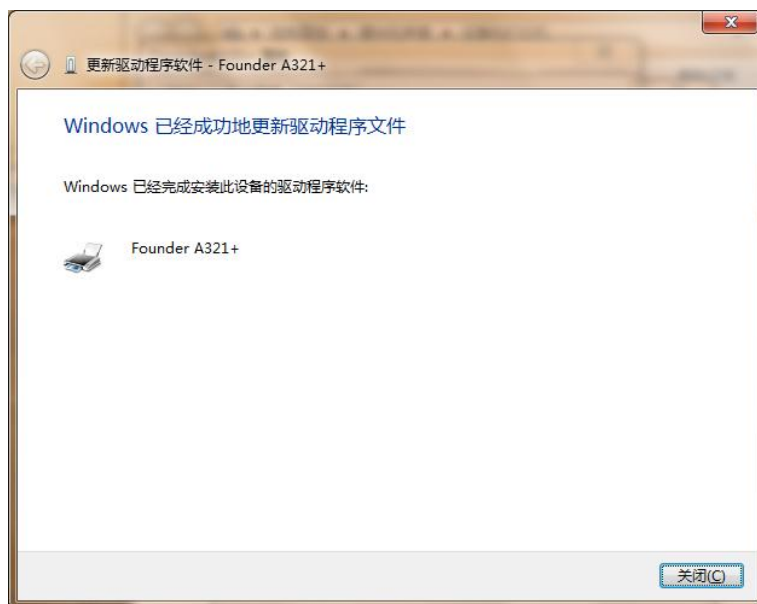 更新驱动程序软件 - Founder A321+
Windows 已经成功地更新驱动程序文件
Windows 已经完成安装此设备的驱动程序软件:
Founder A321+
关闭(C)